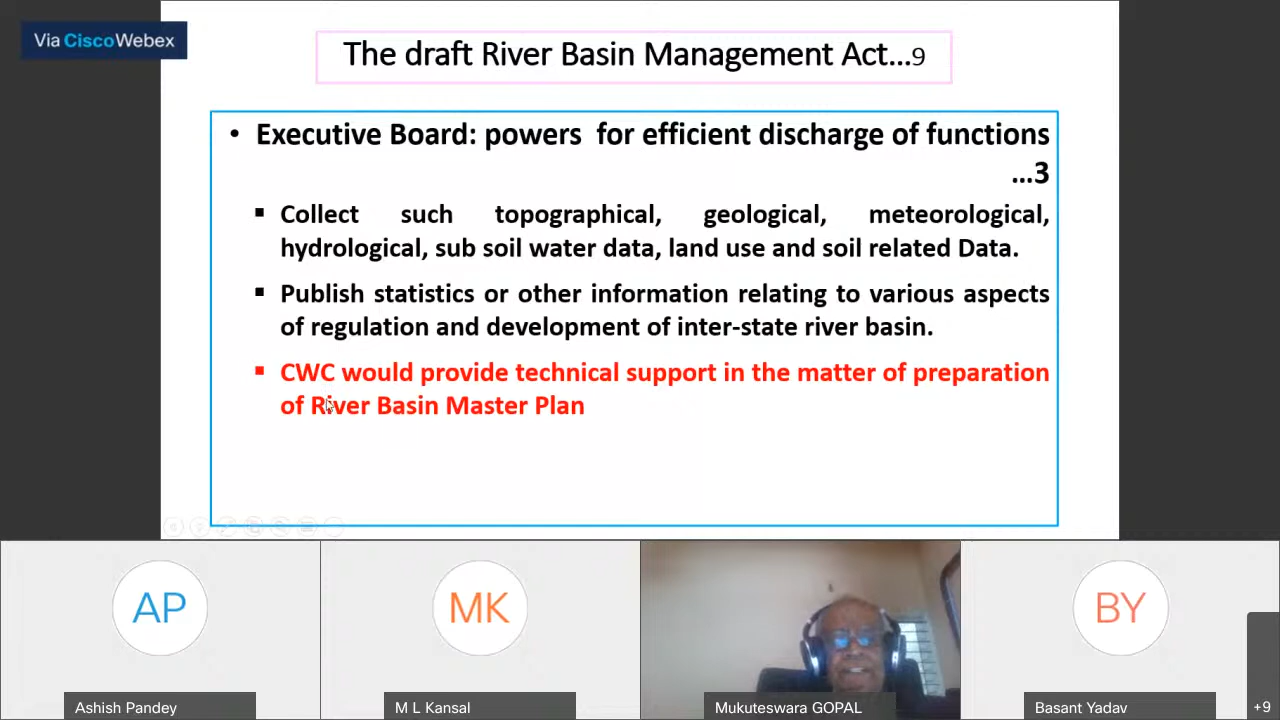 Via CiscoWebex
The draft River Basin Management Act...9
• Executive Board: powers for efficient discharge of functions
...3
▪ Collect such topographical, geological, meteorological,
hydrological, sub soil water data, land use and soil related Data.
▪ Publish statistics or other information relating to various aspects
of regulation and development of inter-state river basin.
▪ CWC would provide technical support in the matter of preparation
of River Basin Master Plan
AP
MK
BY
Ashish Pandey
M L Kansal
Mukuteswara GOPAL
Basant Yadav
+9